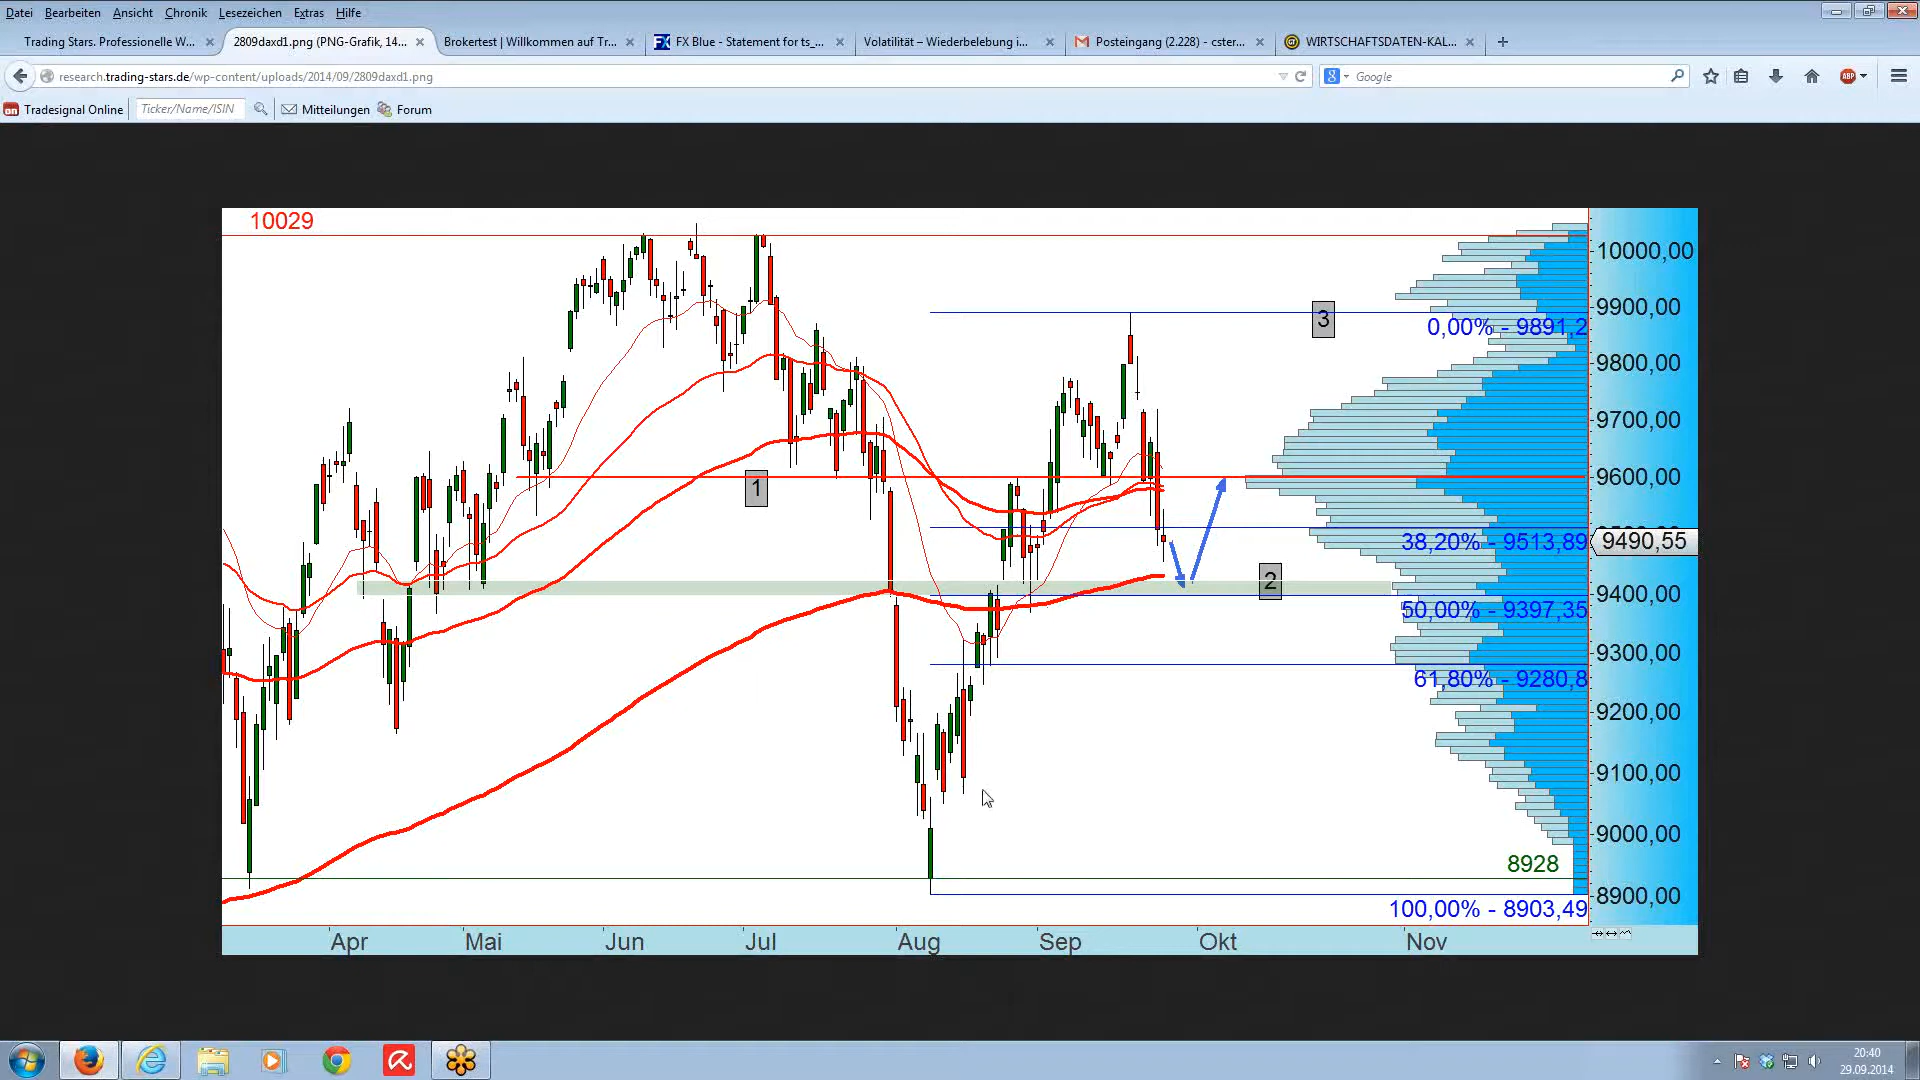 Datei Bearbeiten Ansicht Chronik Lesezeichen Extras Hilfe
Trading Stars. Professionelle W... 2809daxd1.png (PNG-Grafik, 14... Brokertest | Willkommen auf Tr... FX Blue - Statement for ts_... Volatilität – Wiederbelebung i... Posteingang (2.228) - cster... WIRTSCHAFTSDATEN-KAL...
research.trading-stars.de/wp-content/uploads/2014/09/2809daxd1.png Google
Tradesignal Online Ticker/Name/ISIN Mitteilungen Forum
10029
10000,00
9900,00
3
0,00% - 9891,2
9800,00
9700,00
9600,00
1
38,20% - 9513,89
9490,55
2
9400,00
50,00% - 9397,35
9300,00
61,80% - 9280,8
9200,00
9100,00
9000,00
8928
8900,00
100,00% - 8903,49
Apr Mai Jun Jul Aug Sep Okt Nov
20:40
29.09.2014